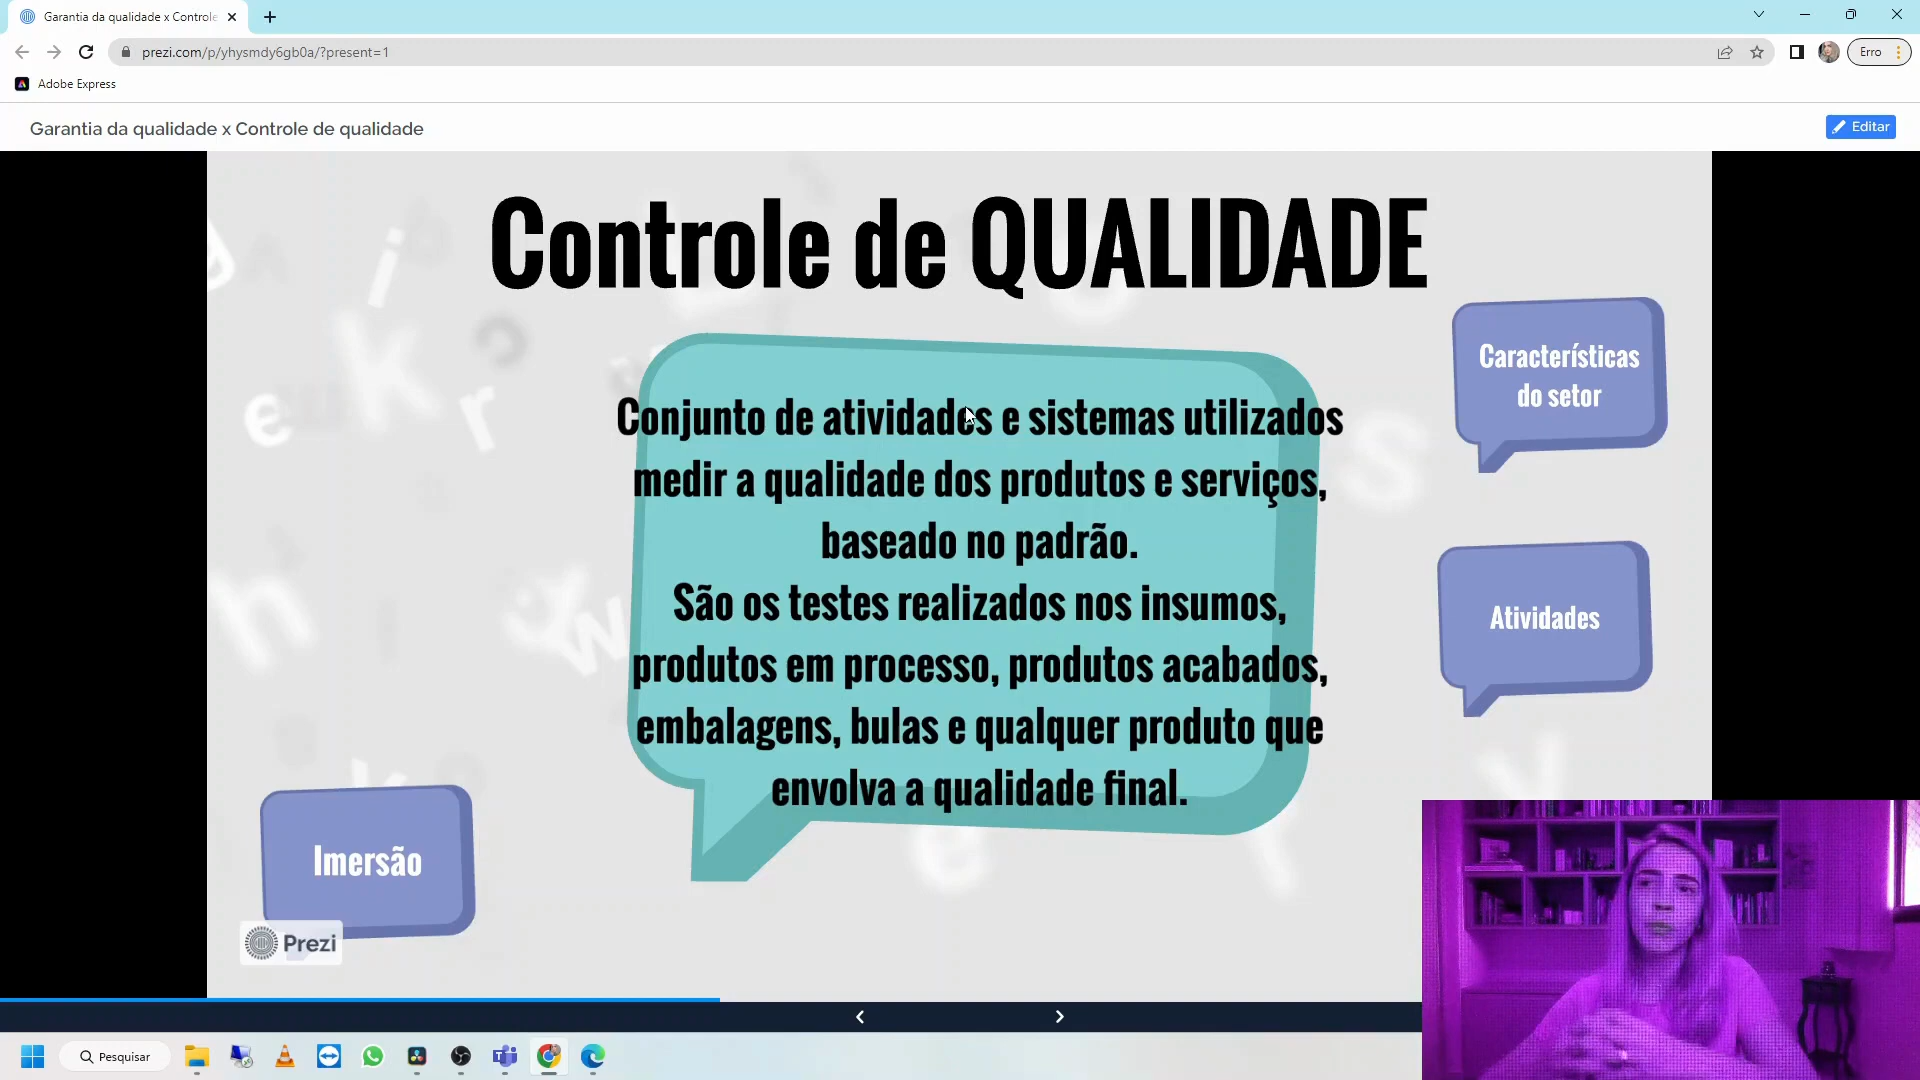 Garantia da qualidade x Controle
prezi.com/p/yhysmdy6gb0a/?present=1
Erro
Adobe Express
Garantia da qualidade x Controle de qualidade
Editar
Controle de QUALIDADE
Conjunto de atividades e sistemas utilizados
medir a qualidade dos produtos e serviços,
baseado no padrão.
São os testes realizados nos insumos,
produtos em processo, produtos acabados,
embalagens, bulas e qualquer produto que
envolva a qualidade final.
Características
do setor
Atividades
Imersão
Prezi
Pesquisar